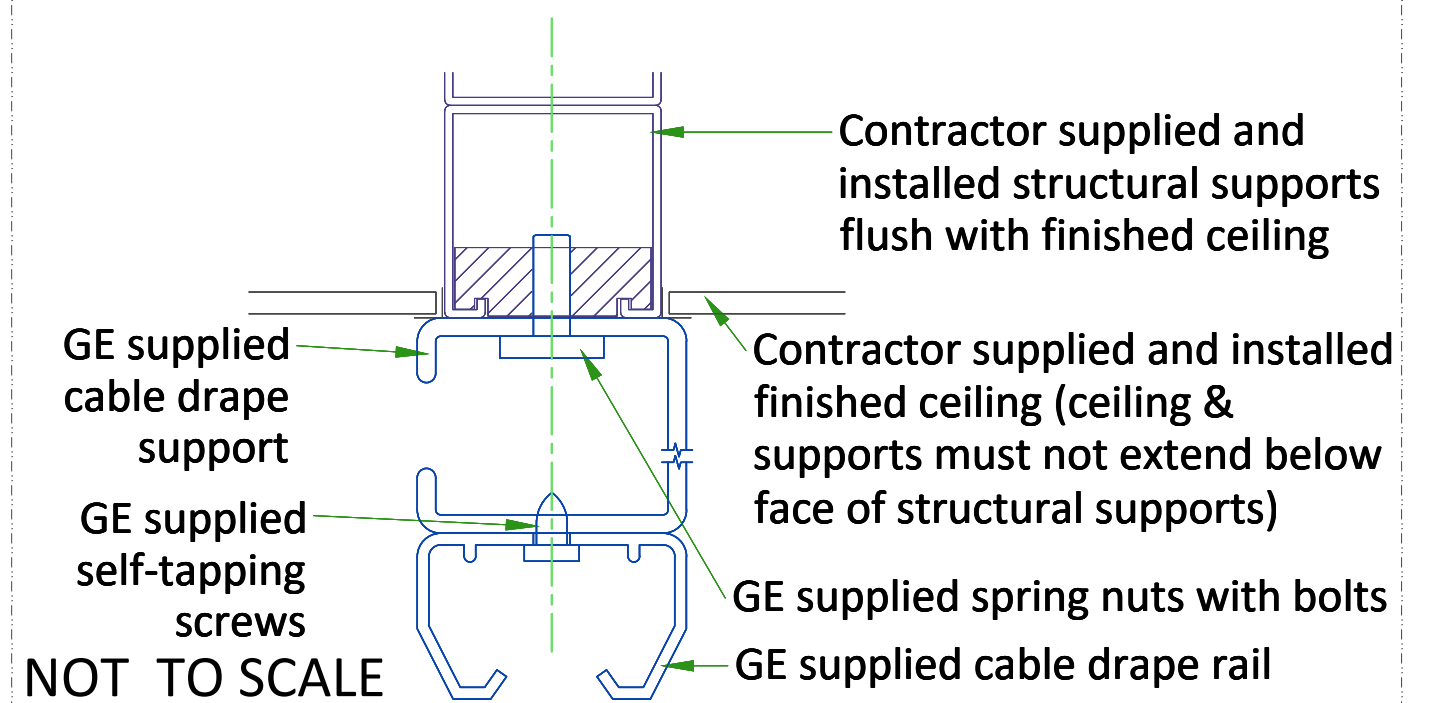 Contractor supplied and
installed structural supports
flush with finished ceiling
GE supplied
cable drape
support
Contractor supplied and installed
finished ceiling (ceiling &
supports must not extend below
face of structural supports)
GE supplied
self-tapping
screws
GE supplied spring nuts with bolts
GE supplied cable drape rail
NOT TO SCALE